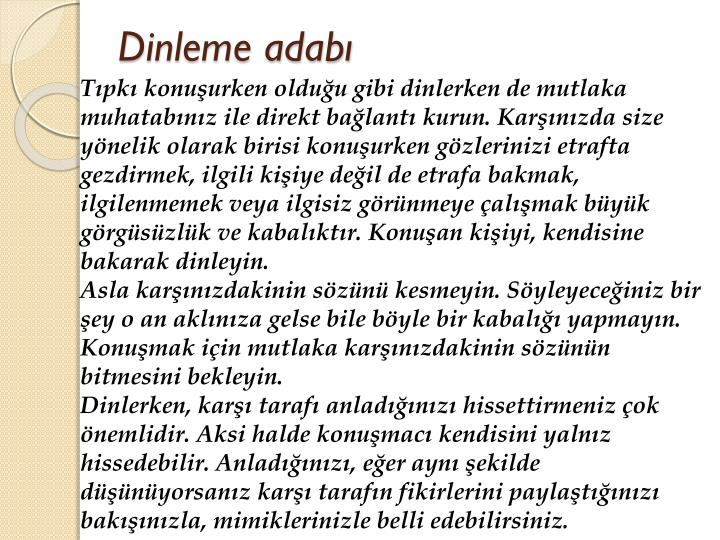 Dinleme adabı
Tıpkı konuşurken olduğu gibi dinlerken de mutlaka
muhatabınız ile direkt bağlantı kurun. Karşınızda size
yönelik olarak birisi konuşurken gözlerinizi etrafta
gezdirmek, ilgili kişiye değil de etrafa bakmak,
ilgilenmemek veya ilgisiz görünmeye çalışmak büyük
görgüsüzlük ve kabalıktır. Konuşan kişiyi, kendisine
bakarak dinleyin.
Asla karşınızdakinin sözünü kesmeyin. Söyleyeceğiniz bir
şey o an aklınıza gelse bile böyle bir kabalığı yapmayın.
Konuşmak için mutlaka karşınızdakinin sözünün
bitmesini bekleyin.
Dinlerken, karşı tarafı anladığınızı hissettirmeniz çok
önemlidir. Aksi halde konuşmacı kendisini yalnız
hissedebilir. Anladığınızı, eğer aynı şekilde
düşünüyorsanız karşı tarafın fikirlerini paylaştığınızı
bakışınızla, mimiklerinizle belli edebilirsiniz.